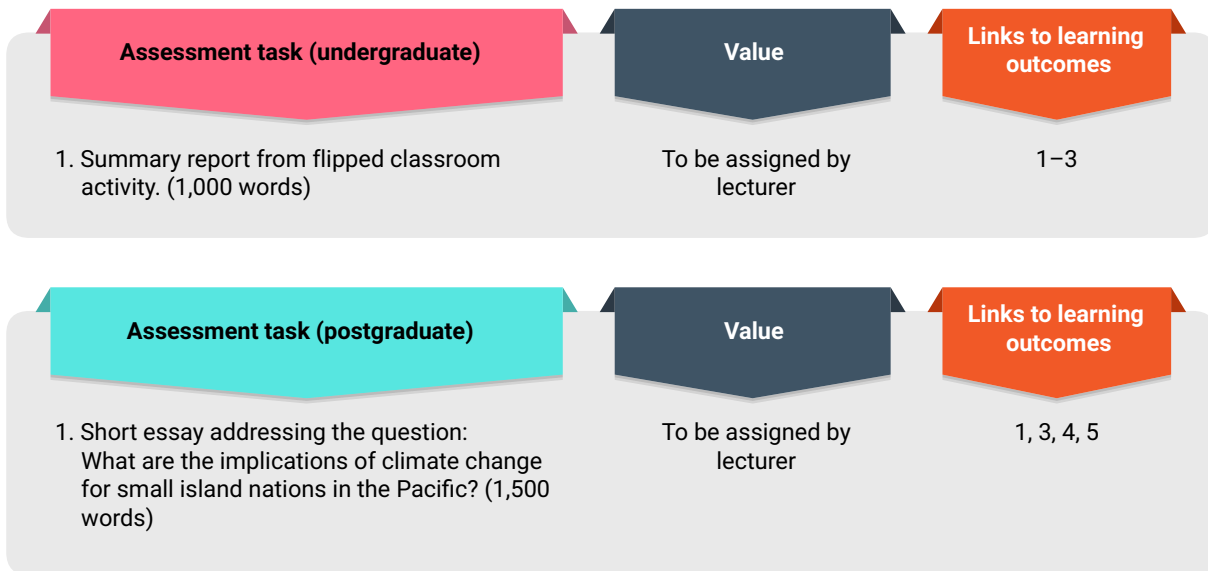 Assessment task (undergraduate)
Value
Links to learning
outcomes
1. Summary report from flipped classroom
activity. (1,000 words)
To be assigned by
lecturer
1–3
Assessment task (postgraduate)
Value
Links to learning
outcomes
1. Short essay addressing the question:
What are the implications of climate change
for small island nations in the Pacific? (1,500
words)
To be assigned by
lecturer
1, 3, 4, 5